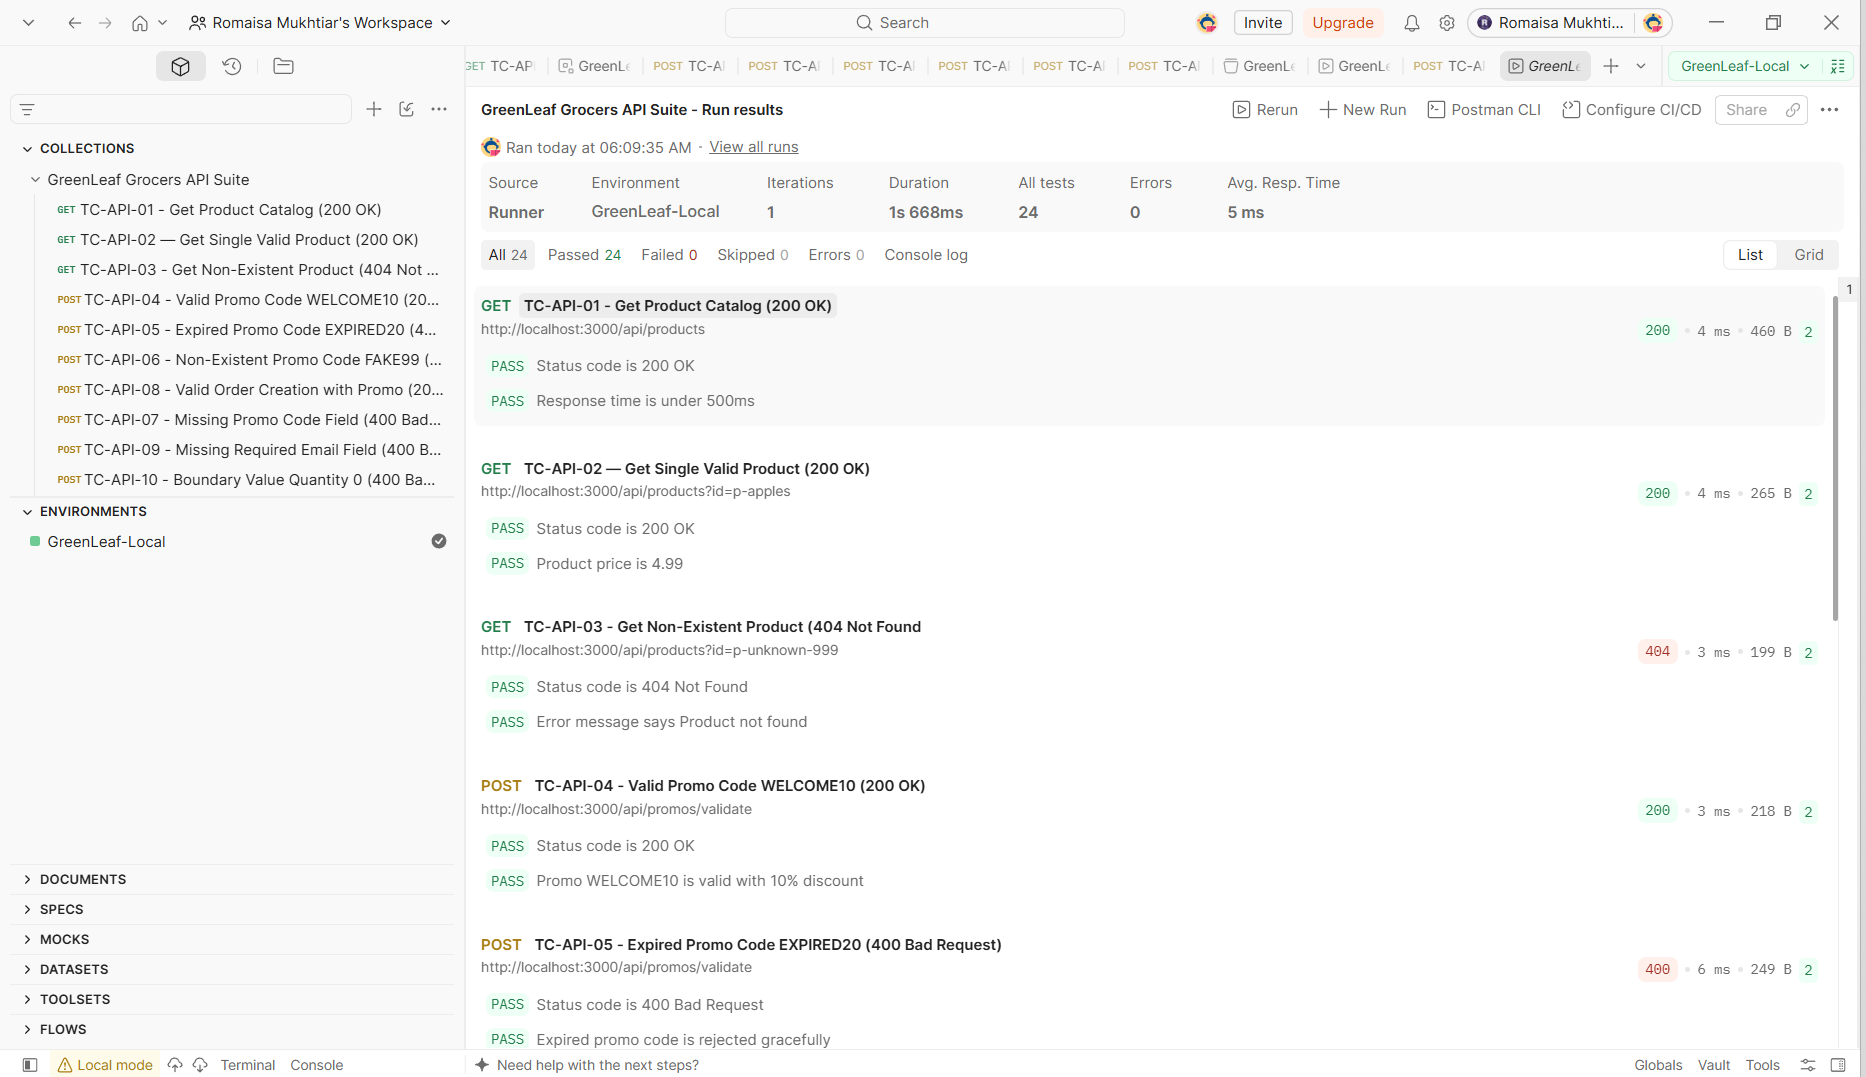 Romaisa Mukhtiar's Workspace
Search
Invite
Upgrade
R Romaisa Mukhti...
GET TC-AP
GreenLe
POST TC-A
POST TC-A
POST TC-A
POST TC-A
POST TC-A
POST TC-A
GreenL
GreenL
POST TC-A
GreenL
GreenLeaf-Local
COLLECTIONS
GreenLeaf Grocers API Suite
GET TC-API-01 - Get Product Catalog (200 OK)
GET TC-API-02 — Get Single Valid Product (200 OK)
GET TC-API-03 - Get Non-Existent Product (404 Not ...
POST TC-API-04 - Valid Promo Code WELCOME10 (20...
POST TC-API-05 - Expired Promo Code EXPIRED20 (4...
POST TC-API-06 - Non-Existent Promo Code FAKE99 (...
POST TC-API-08 - Valid Order Creation with Promo (20...
POST TC-API-07 - Missing Promo Code Field (400 Bad...
POST TC-API-09 - Missing Required Email Field (400 B...
POST TC-API-10 - Boundary Value Quantity 0 (400 Ba...
ENVIRONMENTS
GreenLeaf-Local
DOCUMENTS
SPECS
MOCKS
DATASETS
TOOLSETS
FLOWS
GreenLeaf Grocers API Suite - Run results
Rerun
New Run
Postman CLI
Configure CI/CD
Share
Ran today at 06:09:35 AM · View all runs
Source Environment Iterations Duration All tests Errors Avg. Resp. Time
Runner GreenLeaf-Local 1 1s 668ms 24 0 5 ms
All 24 Passed 24 Failed 0 Skipped 0 Errors 0 Console log
List Grid
1
GET TC-API-01 - Get Product Catalog (200 OK)
http://localhost:3000/api/products
200 • 4 ms • 460 B 2
PASS Status code is 200 OK
PASS Response time is under 500ms
GET TC-API-02 — Get Single Valid Product (200 OK)
http://localhost:3000/api/products?id=p-apples
200 • 4 ms • 265 B 2
PASS Status code is 200 OK
PASS Product price is 4.99
GET TC-API-03 - Get Non-Existent Product (404 Not Found
http://localhost:3000/api/products?id=p-unknown-999
404 • 3 ms • 199 B 2
PASS Status code is 404 Not Found
PASS Error message says Product not found
POST TC-API-04 - Valid Promo Code WELCOME10 (200 OK)
http://localhost:3000/api/promos/validate
200 • 3 ms • 218 B 2
PASS Status code is 200 OK
PASS Promo WELCOME10 is valid with 10% discount
POST TC-API-05 - Expired Promo Code EXPIRED20 (400 Bad Request)
http://localhost:3000/api/promos/validate
400 • 6 ms • 249 B 2
PASS Status code is 400 Bad Request
PASS Expired promo code is rejected gracefully
Local mode
Terminal
Console
Need help with the next steps?
Globals
Vault
Tools